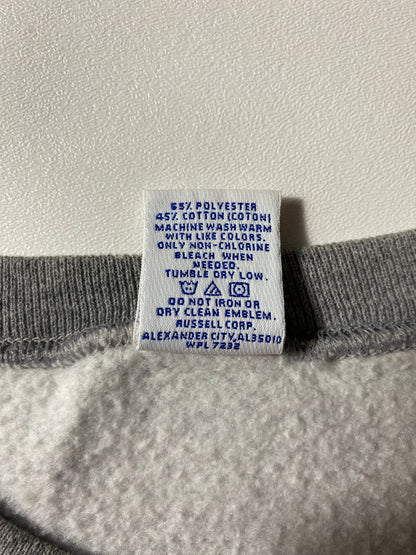 55% POLYESTER
45% COTTON (COTON)
MACHINE WASH WARM
WITH LIKE COLORS.
ONLY NON-CHLORINE
BLEACH WHEN
NEEDED.
TUMBLE DRY LOW.
DO NOT IRON OR
DRY CLEAN EMBLEM.
RUSSELL CORP.
ALEXANDER CITY,AL35010
WPL 7232